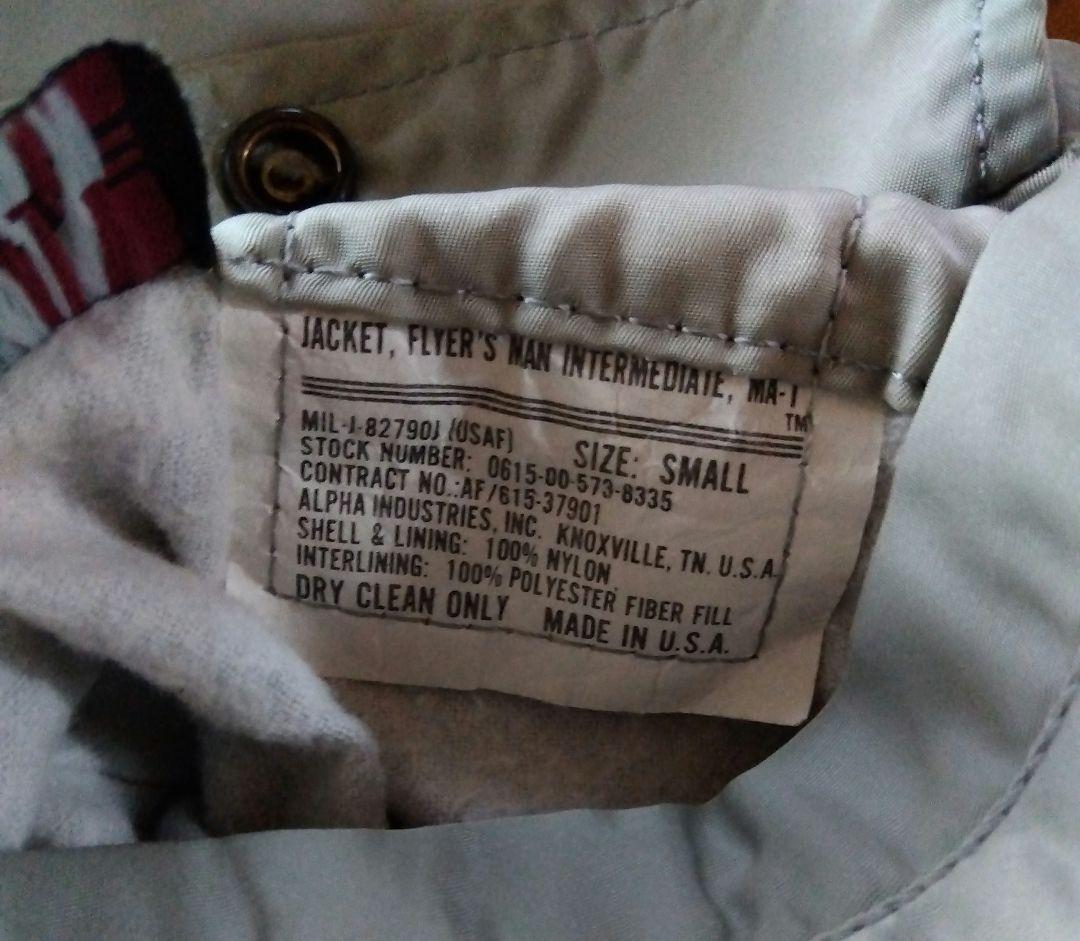 JACKET, FLYER'S MAN INTERMEDIATE, MA-1
TM
MIL-J-82790J (USAF) SIZE: SMALL
STOCK NUMBER: 0615-00-573-8335
CONTRACT NO.:AF/615-37901
ALPHA INDUSTRIES, INC. KNOXVILLE, TN. U.S.A.
SHELL & LINING: 100% NYLON
INTERLINING: 100% POLYESTER FIBER FILL
DRY CLEAN ONLY MADE IN U.S.A.